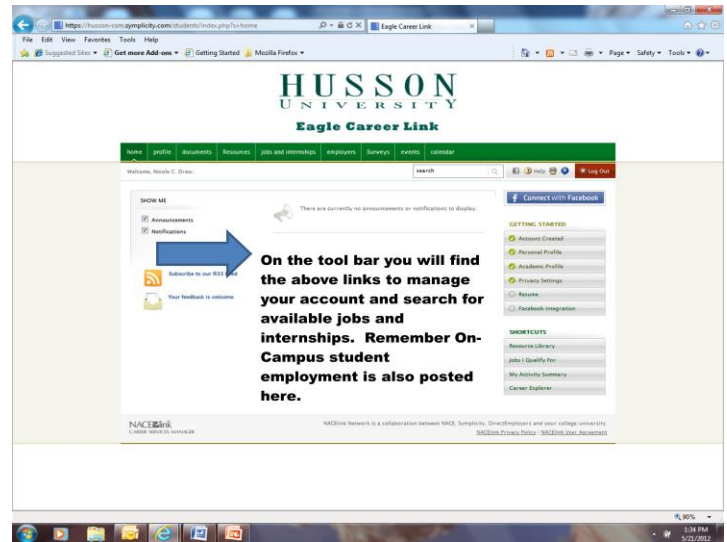 https://husson-csm.symplicity.com/students/index.php?s=home
Eagle Career Link
File Edit View Favorites Tools Help
Suggested Sites Get more Add-ons Getting Started Mozilla Firefox
Page Safety Tools
HUSSON
UNIVERSITY
Eagle Career Link
home profile documents Resources jobs and internships employers Surveys events calendar
Welcome, Nicole C. Draw.
search
Help
Log Out
SHOW ME
Announcements
Notifications
There are currently no announcements or notifications to display.
Subscribe to our RSS Feed
Your feedback is welcome.
On the tool bar you will find
the above links to manage
your account and search for
available jobs and
internships. Remember On-
Campus student
employment is also posted
here.
Connect with Facebook
GETTING STARTED
Account Created
Personal Profile
Academic Profile
Privacy Settings
Resume
Facebook Integration
SHORTCUTS
Resource Library
Jobs I Qualify For
My Activity Summary
Career Explorer
NACElink
CAREER SERVICES MANAGER
NACElink Network is a collaboration between NACE, Symplicity, DirectEmployers and your college/university
NACElink Privacy Policy - NACElink User Agreement
90%
1:34 PM
5/21/2012